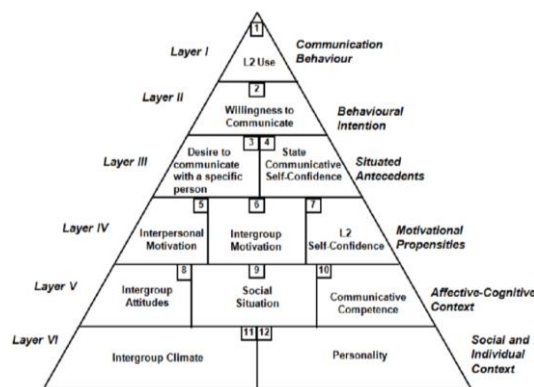 1
Layer I
Communication
Behaviour
L2 Use
2
Layer II
Willingness to
Communicate
Behavioural
Intention
3
4
Layer III
Desire to
communicate
with a specific
person
State
Communicative
Self-Confidence
Situated
Antecedents
5
6
7
Layer IV
Interpersonal
Motivation
Intergroup
Motivation
L2
Self-Confidence
Motivational
Propensities
8
9
10
Layer V
Intergroup
Attitudes
Social
Situation
Communicative
Competence
Affective-Cognitive
Context
11
12
Layer VI
Intergroup Climate
Personality
Social and
Individual
Context